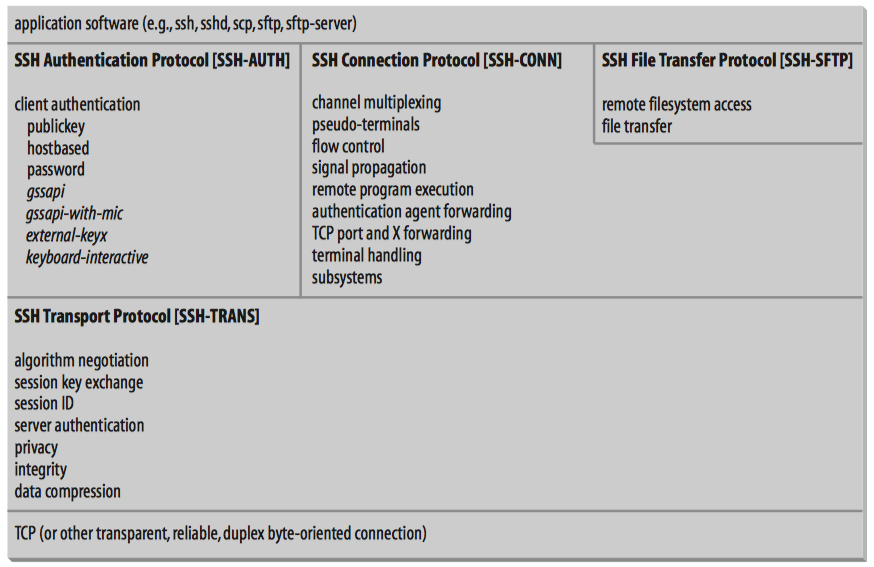 application software (e.g., ssh, sshd, scp, sftp, sftp-server)
SSH Authentication Protocol [SSH-AUTH]
client authentication
publickey
hostbased
password
gssapi
gssapi-with-mic
external-keyx
keyboard-interactive
SSH Connection Protocol [SSH-CONN]
channel multiplexing
pseudo-terminals
flow control
signal propagation
remote program execution
authentication agent forwarding
TCP port and X forwarding
terminal handling
subsystems
SSH File Transfer Protocol [SSH-SFTP]
remote filesystem access
file transfer
SSH Transport Protocol [SSH-TRANS]
algorithm negotiation
session key exchange
session ID
server authentication
privacy
integrity
data compression
TCP (or other transparent, reliable, duplex byte-oriented connection)